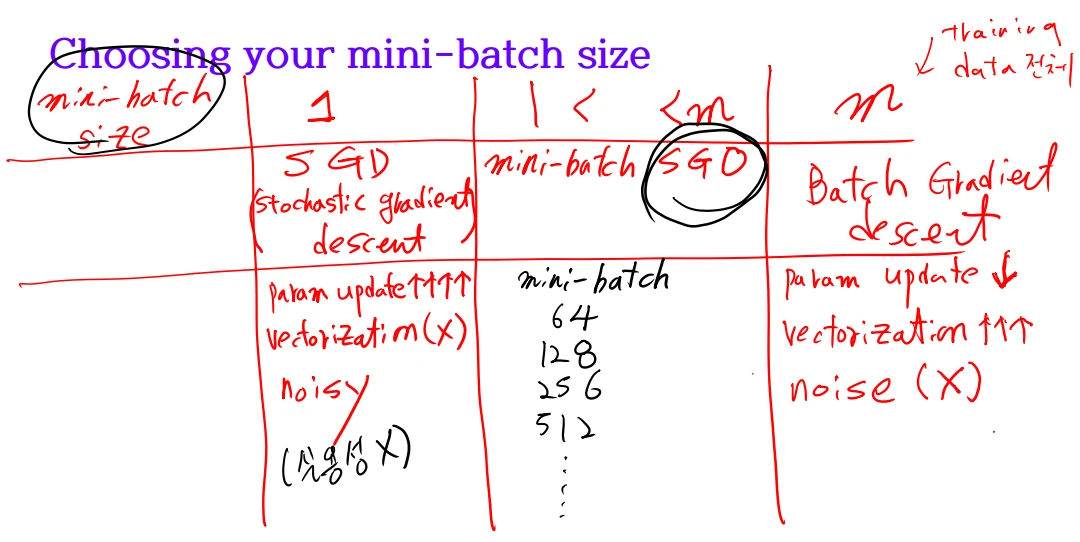 Choosing your mini-batch size
training
data 전체
mini-batch
size
1
1 < < m
m
SGD
(stochastic gradient
descent)
mini-batch SGD
Batch Gradient
descent
param update ↑↑↑↑
vectorization (X)
noisy
(실용성 X)
mini-batch
64
128
256
512
param update ↓
vectorization ↑↑↑
noise (X)